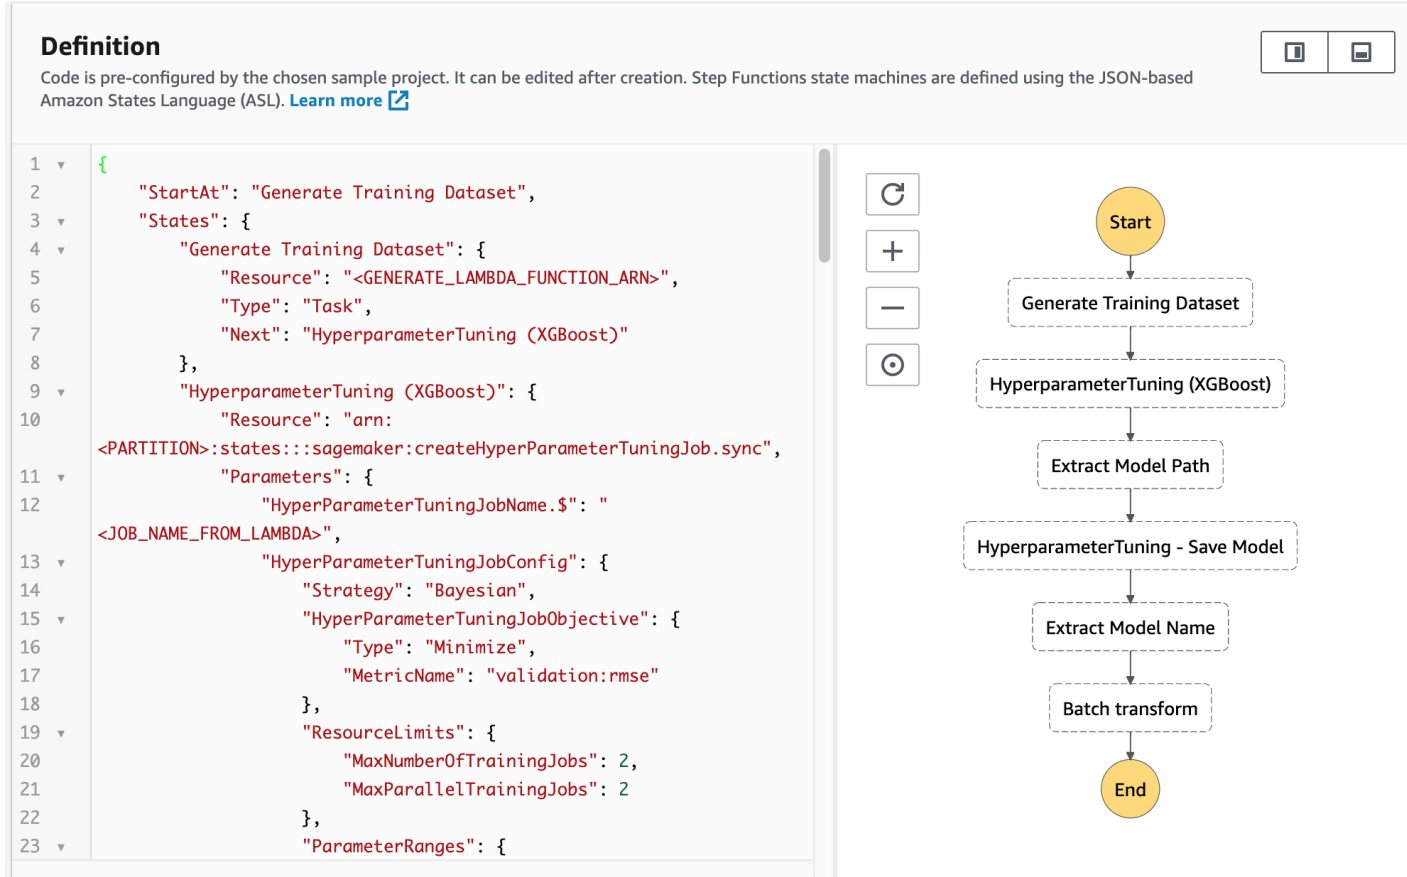 Definition
Code is pre-configured by the chosen sample project. It can be edited after creation. Step Functions state machines are defined using the JSON-based
Amazon States Language (ASL). Learn more
1 {
2 "StartAt": "Generate Training Dataset",
3 "States": {
4 "Generate Training Dataset": {
5 "Resource": "<GENERATE_LAMBDA_FUNCTION_ARN>",
6 "Type": "Task",
7 "Next": "HyperparameterTuning (XGBoost)"
8 },
9 "HyperparameterTuning (XGBoost)": {
10 "Resource": "arn:
<PARTITION>:states:::sagemaker:createHyperParameterTuningJob.sync",
11 "Parameters": {
12 "HyperParameterTuningJobName.$": "
<JOB_NAME_FROM_LAMBDA>",
13 "HyperParameterTuningJobConfig": {
14 "Strategy": "Bayesian",
15 "HyperParameterTuningJobObjective": {
16 "Type": "Minimize",
17 "MetricName": "validation:rmse"
18 },
19 "ResourceLimits": {
20 "MaxNumberOfTrainingJobs": 2,
21 "MaxParallelTrainingJobs": 2
22 },
23 "ParameterRanges": {
Start
Generate Training Dataset
HyperparameterTuning (XGBoost)
Extract Model Path
HyperparameterTuning - Save Model
Extract Model Name
Batch transform
End